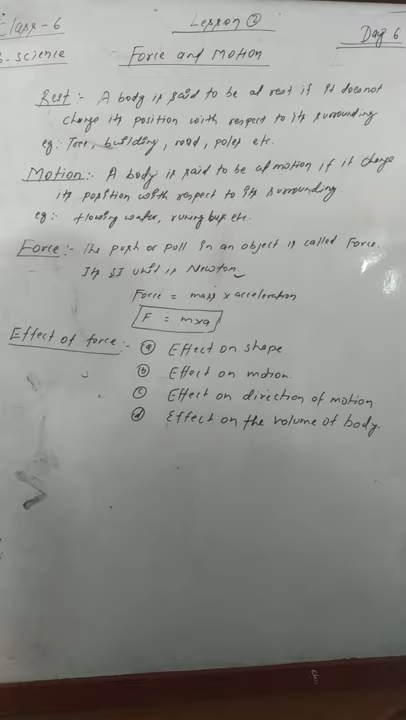 Class - 6
Lesson ②
Day 6
S. Science
Force and Motion
Rest :- A body is said to be at rest if it doesnot
change its position with respect to its surrounding
eg:- Tree, building, road, poles etc.
Motion:- A body is said to be at motion if it change
its position with respect to its surrounding.
eg:- flowing water, runing bus etc.
Force:- The push or pull in an object is called Force.
Its SI unit is Newton
Force = mass x acceleration
F = mxa
Effect of force:- ⓐ Effect on shape
ⓑ Effect on motion.
ⓒ Effect on direction of motion
ⓓ Effect on the volume of body.